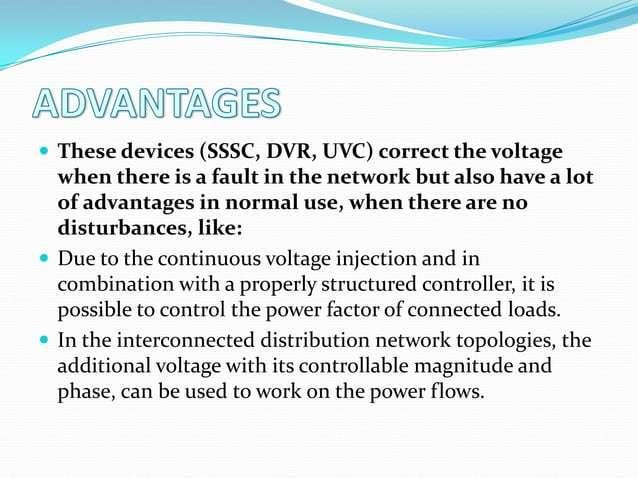 ADVANTAGES
• These devices (SSSC, DVR, UVC) correct the voltage
when there is a fault in the network but also have a lot
of advantages in normal use, when there are no
disturbances, like:
• Due to the continuous voltage injection and in
combination with a properly structured controller, it is
possible to control the power factor of connected loads.
• In the interconnected distribution network topologies, the
additional voltage with its controllable magnitude and
phase, can be used to work on the power flows.